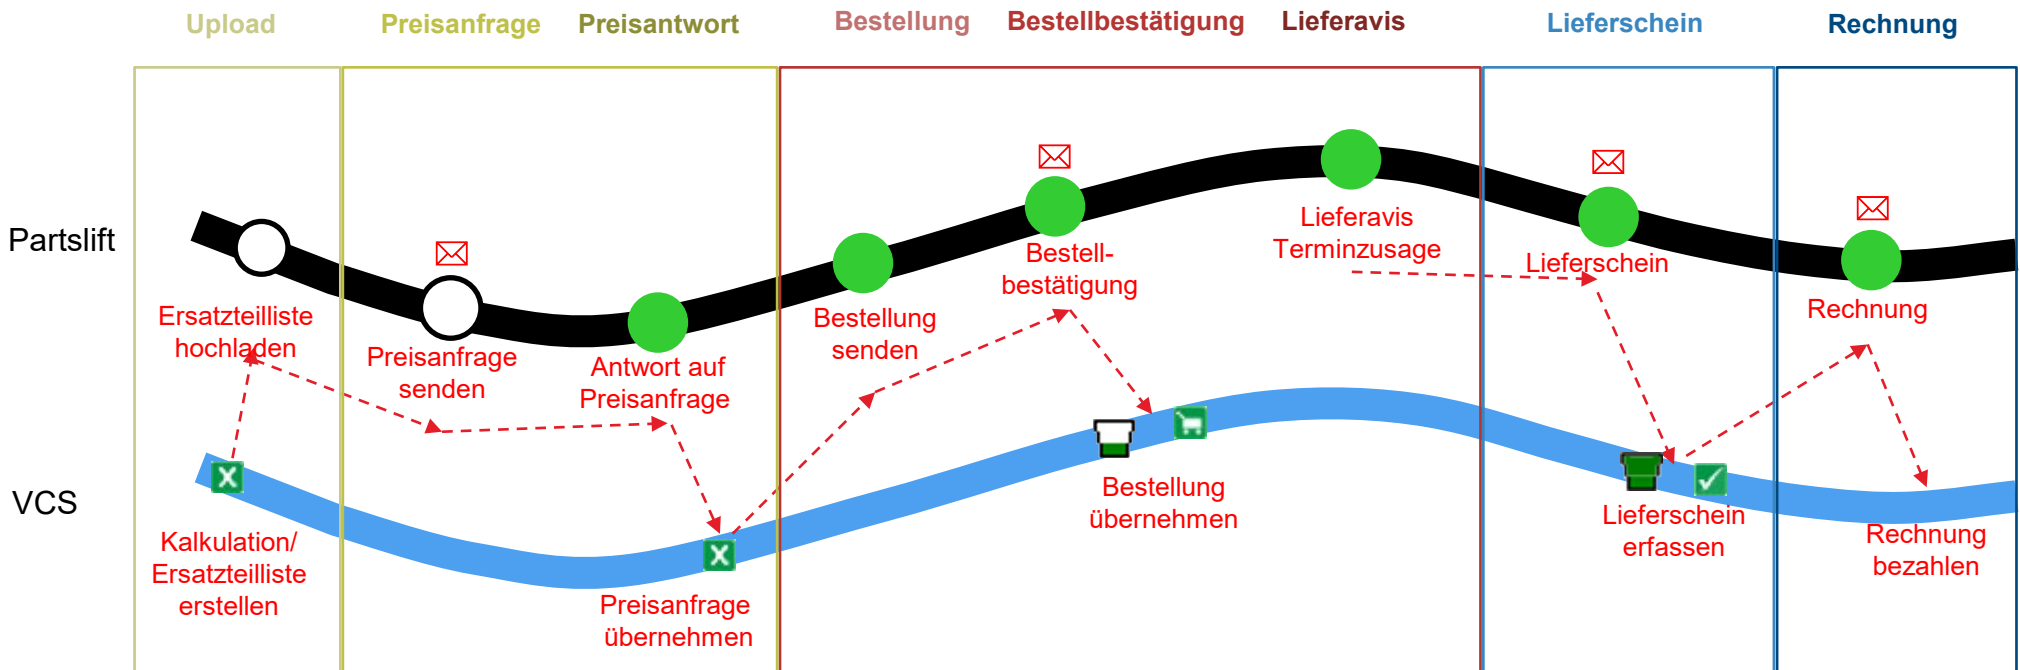 Upload
Preisanfrage
Preisantwort
Bestellung
Bestellbestätigung
Lieferavis
Lieferschein
Rechnung
Partslift
Ersatzteilliste
hochladen
Preisanfrage
senden
Antwort auf
Preisanfrage
Bestellung
senden
Bestell-
bestätigung
Lieferavis
Terminzusage
Lieferschein
Rechnung
VCS
X
Kalkulation/
Ersatzteilliste
erstellen
X
Preisanfrage
übernehmen
Bestellung
übernehmen
Lieferschein
erfassen
Rechnung
bezahlen